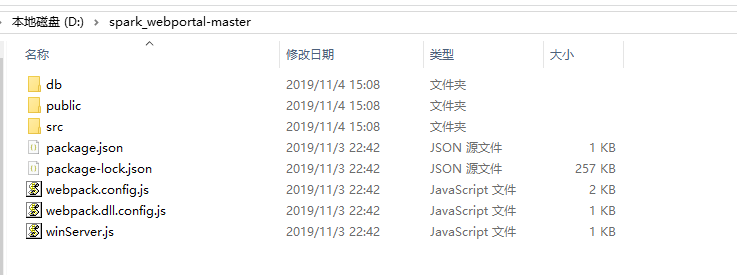 本地磁盘 (D:) › spark_webportal-master
名称 修改日期 类型 大小
db 2019/11/4 15:08 文件夹
public 2019/11/4 15:08 文件夹
src 2019/11/4 15:08 文件夹
package.json 2019/11/3 22:42 JSON 源文件 1 KB
package-lock.json 2019/11/3 22:42 JSON 源文件 257 KB
webpack.config.js 2019/11/3 22:42 JavaScript 文件 2 KB
webpack.dll.config.js 2019/11/3 22:42 JavaScript 文件 1 KB
winServer.js 2019/11/3 22:42 JavaScript 文件 1 KB